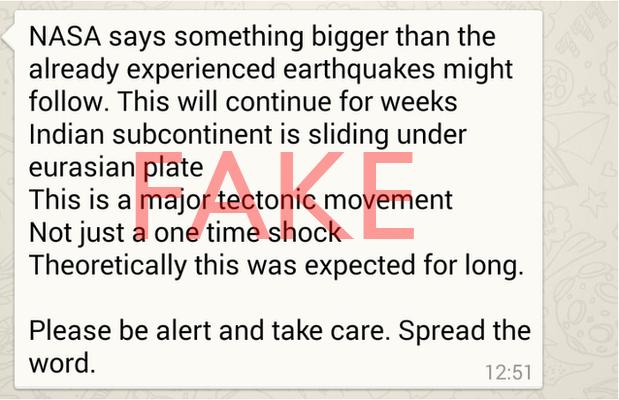 NASA says something bigger than the
already experienced earthquakes might
follow. This will continue for weeks
Indian subcontinent is sliding under
eurasian plate
This is a major tectonic movement
Not just a one time shock
Theoretically this was expected for long.
Please be alert and take care. Spread the
word.
12:51
FAKE